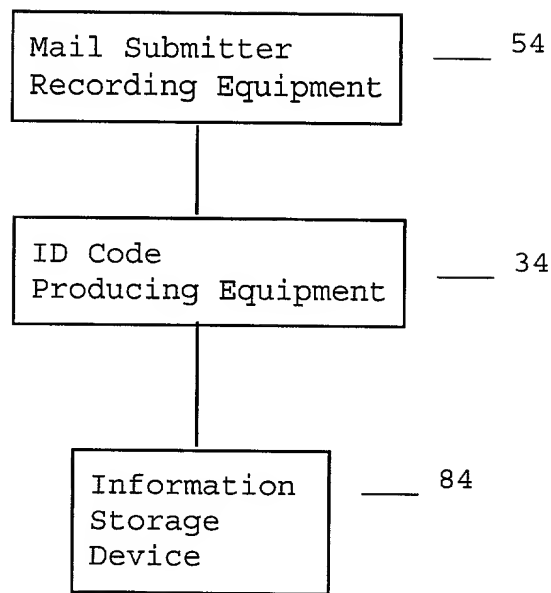 Mail Submitter
Recording Equipment
54
ID Code
Producing Equipment
34
Information
Storage
Device
84